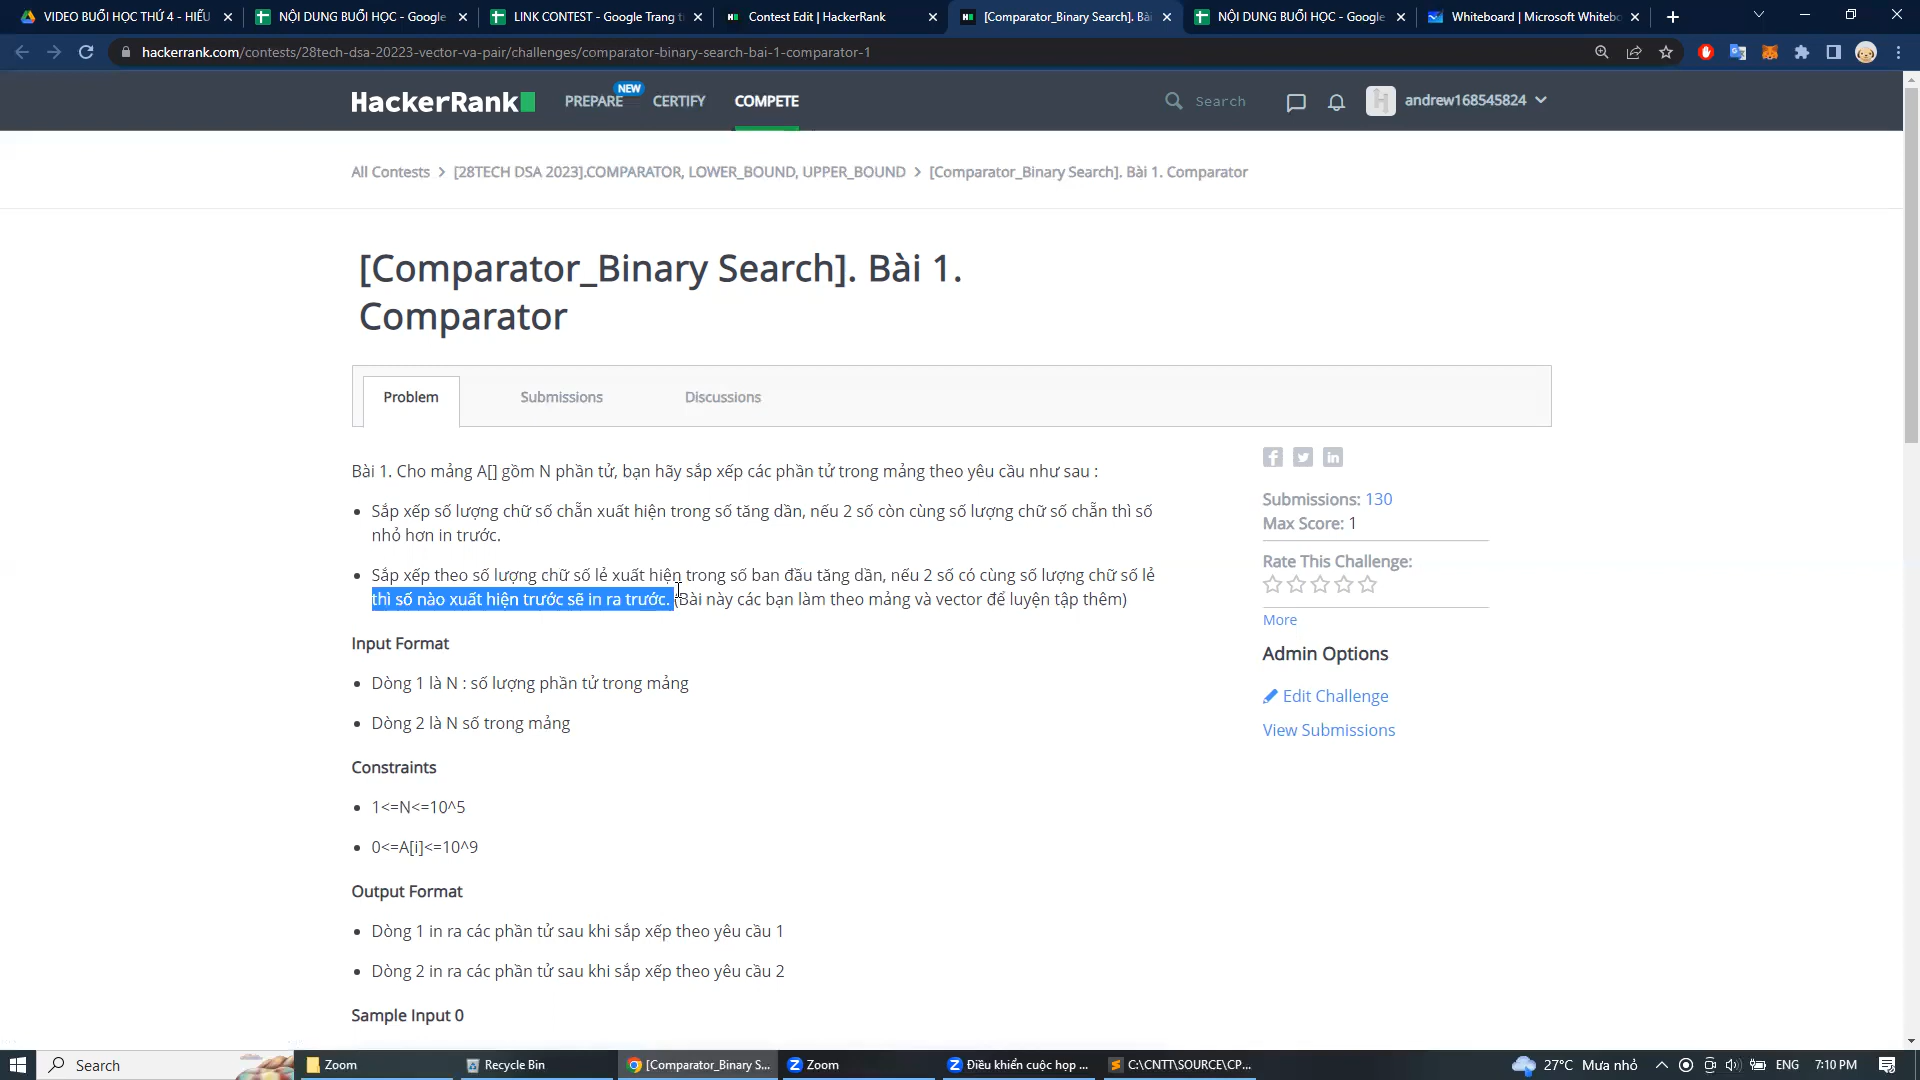 VIDEO BUỔI HỌC THỨ 4 - HIẾU
NỘI DUNG BUỔI HỌC - Google
LINK CONTEST - Google Trang t
Contest Edit | HackerRank
[Comparator_Binary Search]. Bài
NỘI DUNG BUỔI HỌC - Google
Whiteboard | Microsoft Whitebo
hackerrank.com/contests/28tech-dsa-20223-vector-va-pair/challenges/comparator-binary-search-bai-1-comparator-1
HackerRank
PREPARE
NEW
CERTIFY
COMPETE
Search
andrew168545824
All Contests > [28TECH DSA 2023].COMPARATOR, LOWER_BOUND, UPPER_BOUND > [Comparator_Binary Search]. Bài 1. Comparator
[Comparator_Binary Search]. Bài 1.
Comparator
Problem
Submissions
Discussions
Bài 1. Cho mảng A[] gồm N phần tử, bạn hãy sắp xếp các phần tử trong mảng theo yêu cầu như sau :
Sắp xếp số lượng chữ số chẵn xuất hiện trong số tăng dần, nếu 2 số còn cùng số lượng chữ số chẵn thì số
nhỏ hơn in trước.
Sắp xếp theo số lượng chữ số lẻ xuất hiện trong số ban đầu tăng dần, nếu 2 số có cùng số lượng chữ số lẻ
thì số nào xuất hiện trước sẽ in ra trước. (Bài này các bạn làm theo mảng và vector để luyện tập thêm)
Input Format
Dòng 1 là N : số lượng phần tử trong mảng
Dòng 2 là N số trong mảng
Constraints
1<=N<=10^5
0<=A[i]<=10^9
Output Format
Dòng 1 in ra các phần tử sau khi sắp xếp theo yêu cầu 1
Dòng 2 in ra các phần tử sau khi sắp xếp theo yêu cầu 2
Sample Input 0
Submissions: 130
Max Score: 1
Rate This Challenge:
More
Admin Options
Edit Challenge
View Submissions
Search
Zoom
Recycle Bin
[Comparator_Binary S...
Zoom
Điều khiển cuộc họp ...
C:\CNTT\SOURCE\CP...
27°C Mưa nhỏ
ENG
7:10 PM